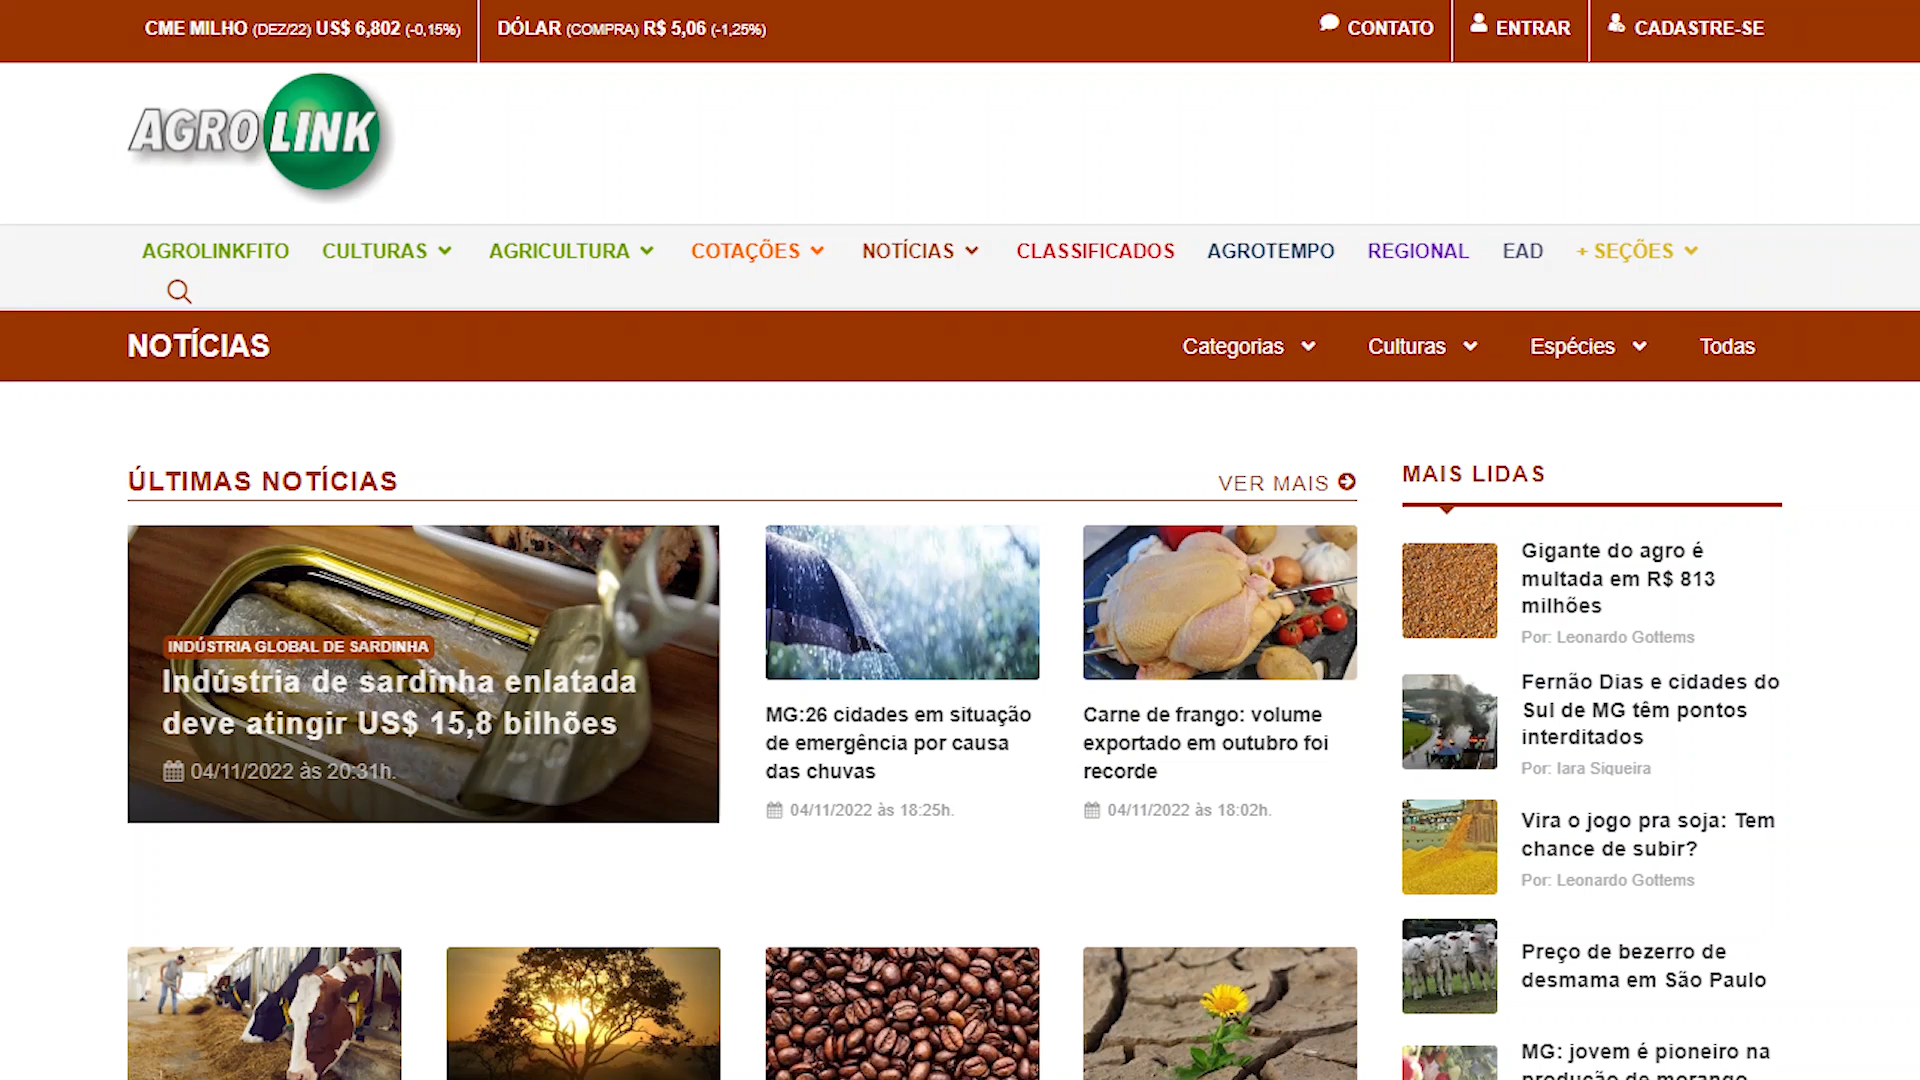 CME MILHO (DEZ/22) US$ 6,802 (-0,15%)
DÓLAR (COMPRA) R$ 5,06 (-1,25%)
CONTATO
ENTRAR
CADASTRE-SE
AGROLINK
AGROLINKFITO
CULTURAS
AGRICULTURA
COTAÇÕES
NOTÍCIAS
CLASSIFICADOS
AGROTEMPO
REGIONAL
EAD
+ SEÇÕES
NOTÍCIAS
Categorias
Culturas
Espécies
Todas
ÚLTIMAS NOTÍCIAS
VER MAIS
INDÚSTRIA GLOBAL DE SARDINHA
Indústria de sardinha enlatada
deve atingir US$ 15,8 bilhões
04/11/2022 às 20:31h.
MG:26 cidades em situação
de emergência por causa
das chuvas
04/11/2022 às 18:25h.
Carne de frango: volume
exportado em outubro foi
recorde
04/11/2022 às 18:02h.
MAIS LIDAS
Gigante do agro é
multada em R$ 813
milhões
Por: Leonardo Gottems
Fernão Dias e cidades do
Sul de MG têm pontos
interditados
Por: Iara Siqueira
Vira o jogo pra soja: Tem
chance de subir?
Por: Leonardo Gottems
Preço de bezerro de
desmama em São Paulo
MG: jovem é pioneiro na
produção de morango